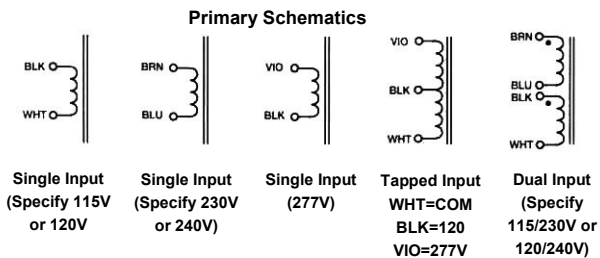 Primary Schematics
BLK
WHT
BRN
BLU
VIO
BLK
VIO
BLK
WHT
BRN
BLU
BLK
WHT
Single Input
(Specify 115V
or 120V
Single Input
(Specify 230V
or 240V)
Single Input
(277V)
Tapped Input
WHT=COM
BLK=120
VIO=277V
Dual Input
(Specify
115/230V or
120/240V)